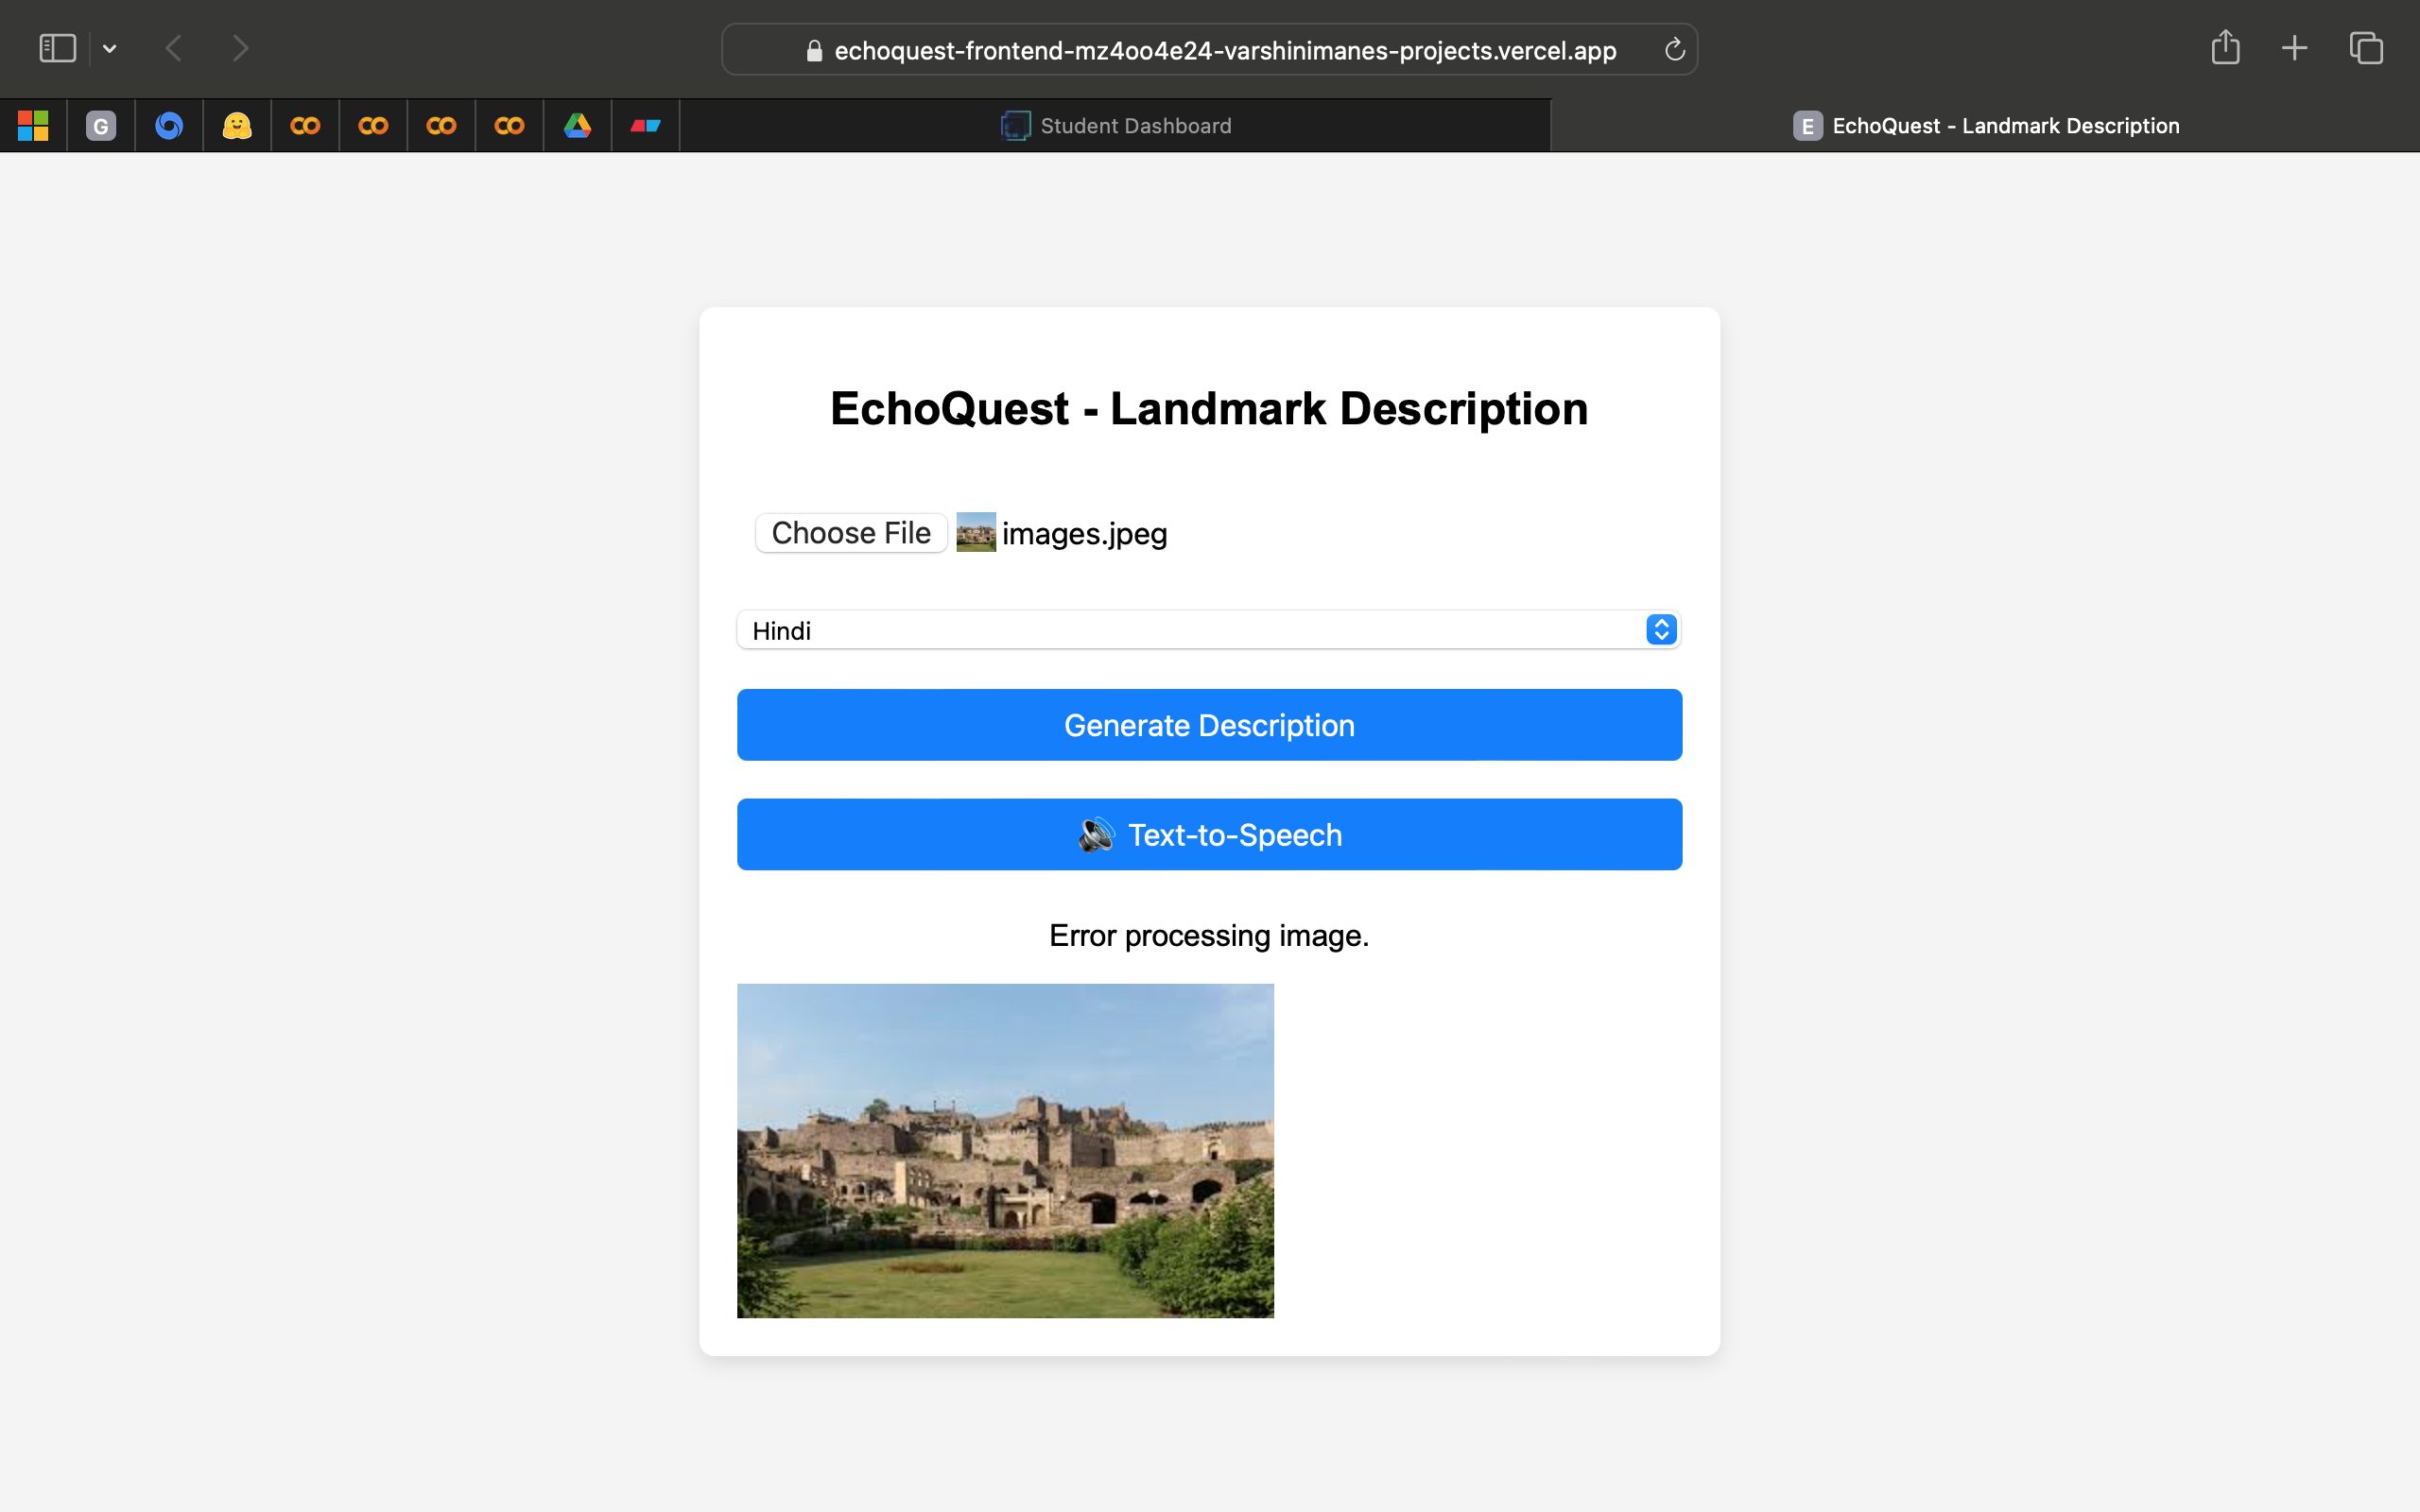 echoquest-frontend-mz4oo4e24-varshinimanes-projects.vercel.app
G
Student Dashboard
E EchoQuest - Landmark Description
EchoQuest - Landmark Description
Choose File images.jpeg
Hindi
Generate Description
🔊 Text-to-Speech
Error processing image.